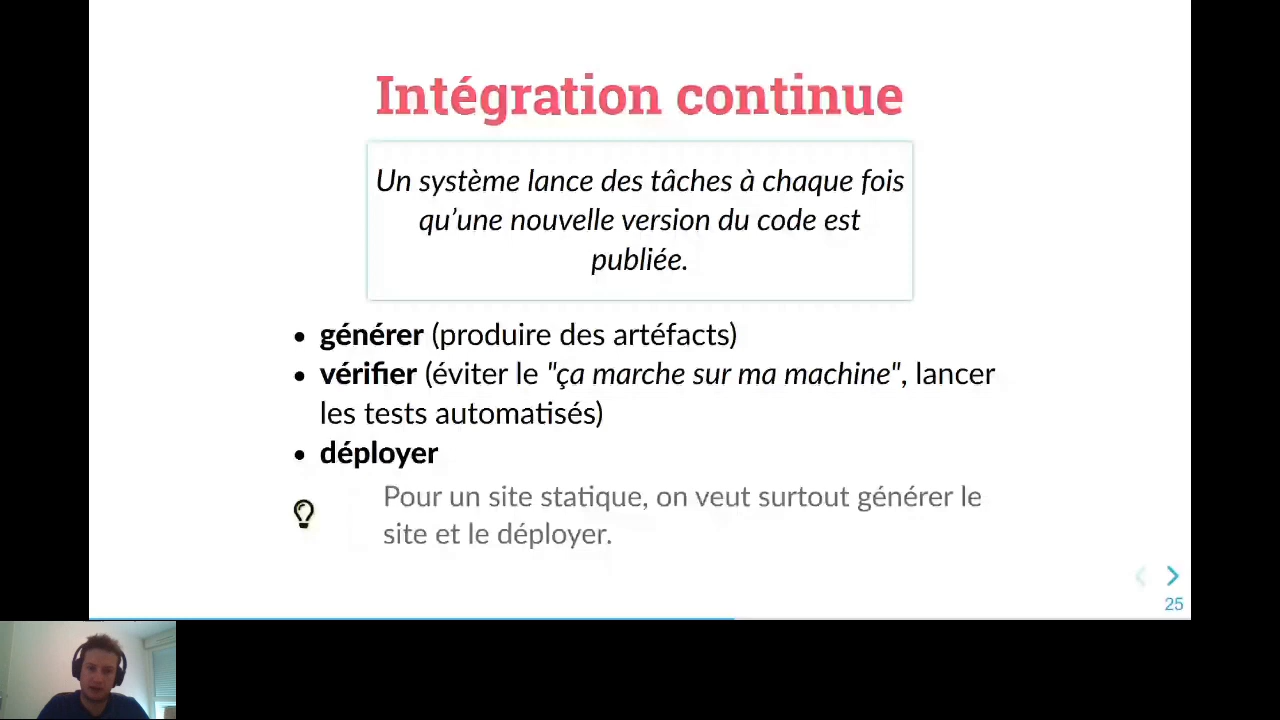 Intégration continue
Un système lance des tâches à chaque fois
qu’une nouvelle version du code est
publiée.
• générer (produire des artéfacts)
• vérifier (éviter le "ça marche sur ma machine", lancer
les tests automatisés)
• déployer
Pour un site statique, on veut surtout générer le
site et le déployer.
25